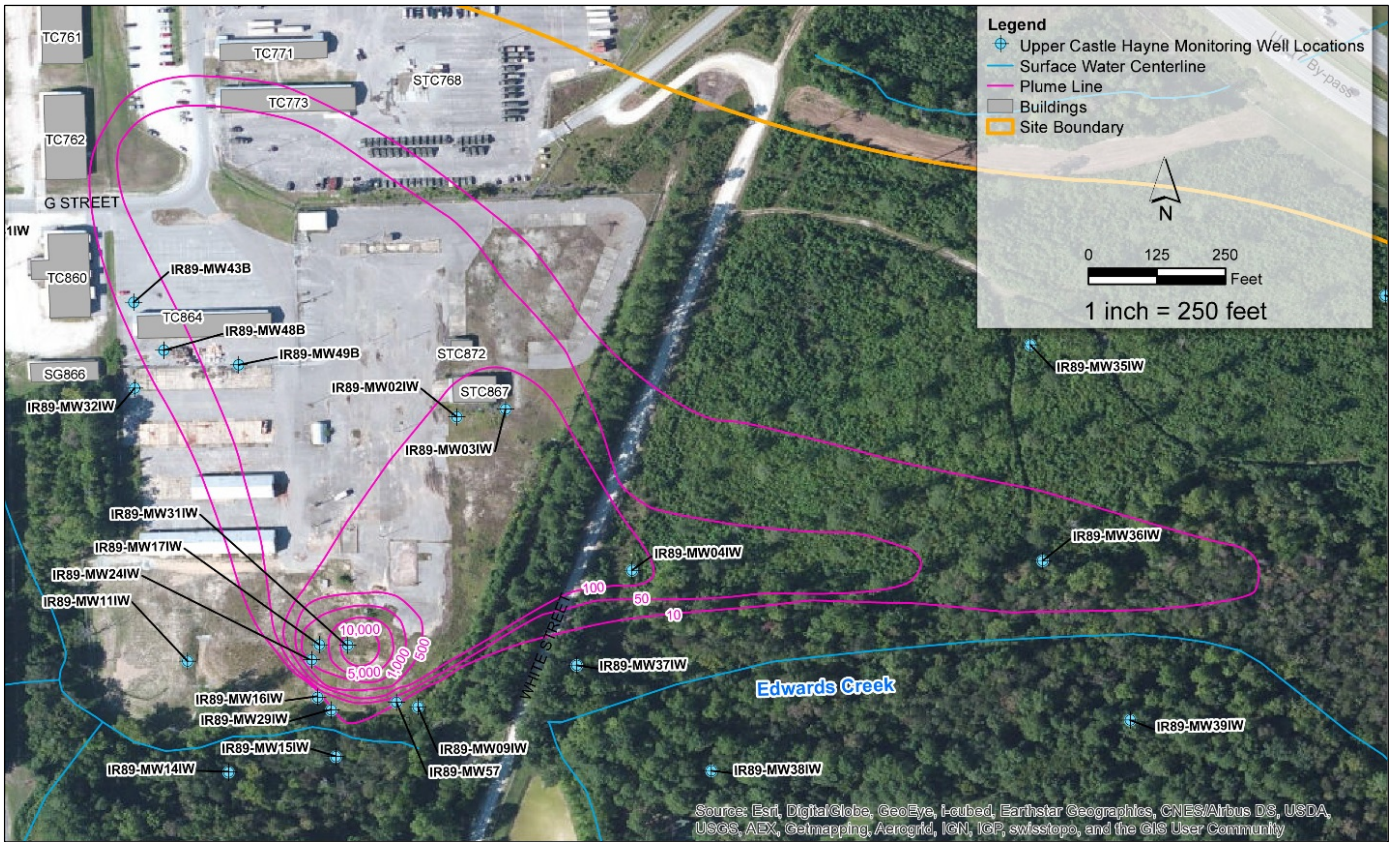 Legend
Upper Castle Hayne Monitoring Well Locations
Surface Water Centerline
Plume Line
Buildings
Site Boundary
N
0 125 250
Feet
1 inch = 250 feet
By-pass
TC761
TC771
STC768
TC773
TC762
G STREET
1IW
TC860
IR89-MW43B
TC864
IR89-MW48B
IR89-MW49B
SG866
IR89-MW32IW
STC872
IR89-MW02IW
STC867
IR89-MW03IW
IR89-MW35IW
IR89-MW31IW
IR89-MW17IW
IR89-MW24IW
IR89-MW11IW
IR89-MW04IW
IR89-MW36IW
100
50
10
10,000
5,000
1,000
500
WHITE STREET
IR89-MW37IW
IR89-MW16IW
IR89-MW29IW
Edwards Creek
IR89-MW39IW
IR89-MW15IW
IR89-MW09IW
IR89-MW14IW
IR89-MW57
IR89-MW38IW
Source: Esri, DigitalGlobe, GeoEye, i-cubed, Earthstar Geographics, CNES/Airbus DS, USDA,
USGS, AEX, Getmapping, Aerogrid, IGN, IGP, swisstopo, and the GIS User Community